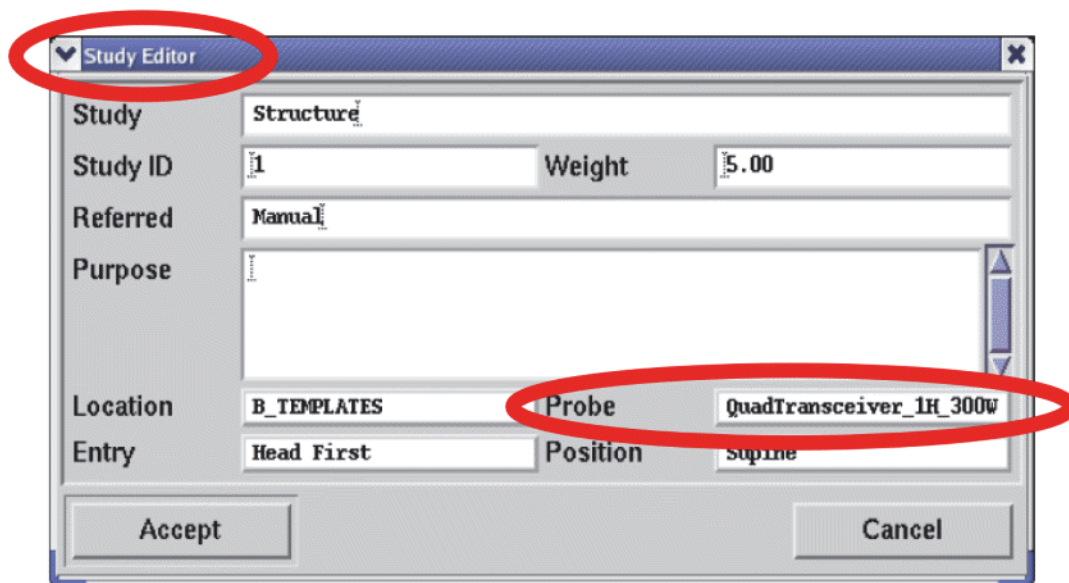 Study Editor
Study Structure
Study ID 1 Weight 5.00
Referred Manual
Purpose
Location B_TEMPLATES Probe QuadTransceiver_1H_300W
Entry Head First Position Supine
Accept Cancel